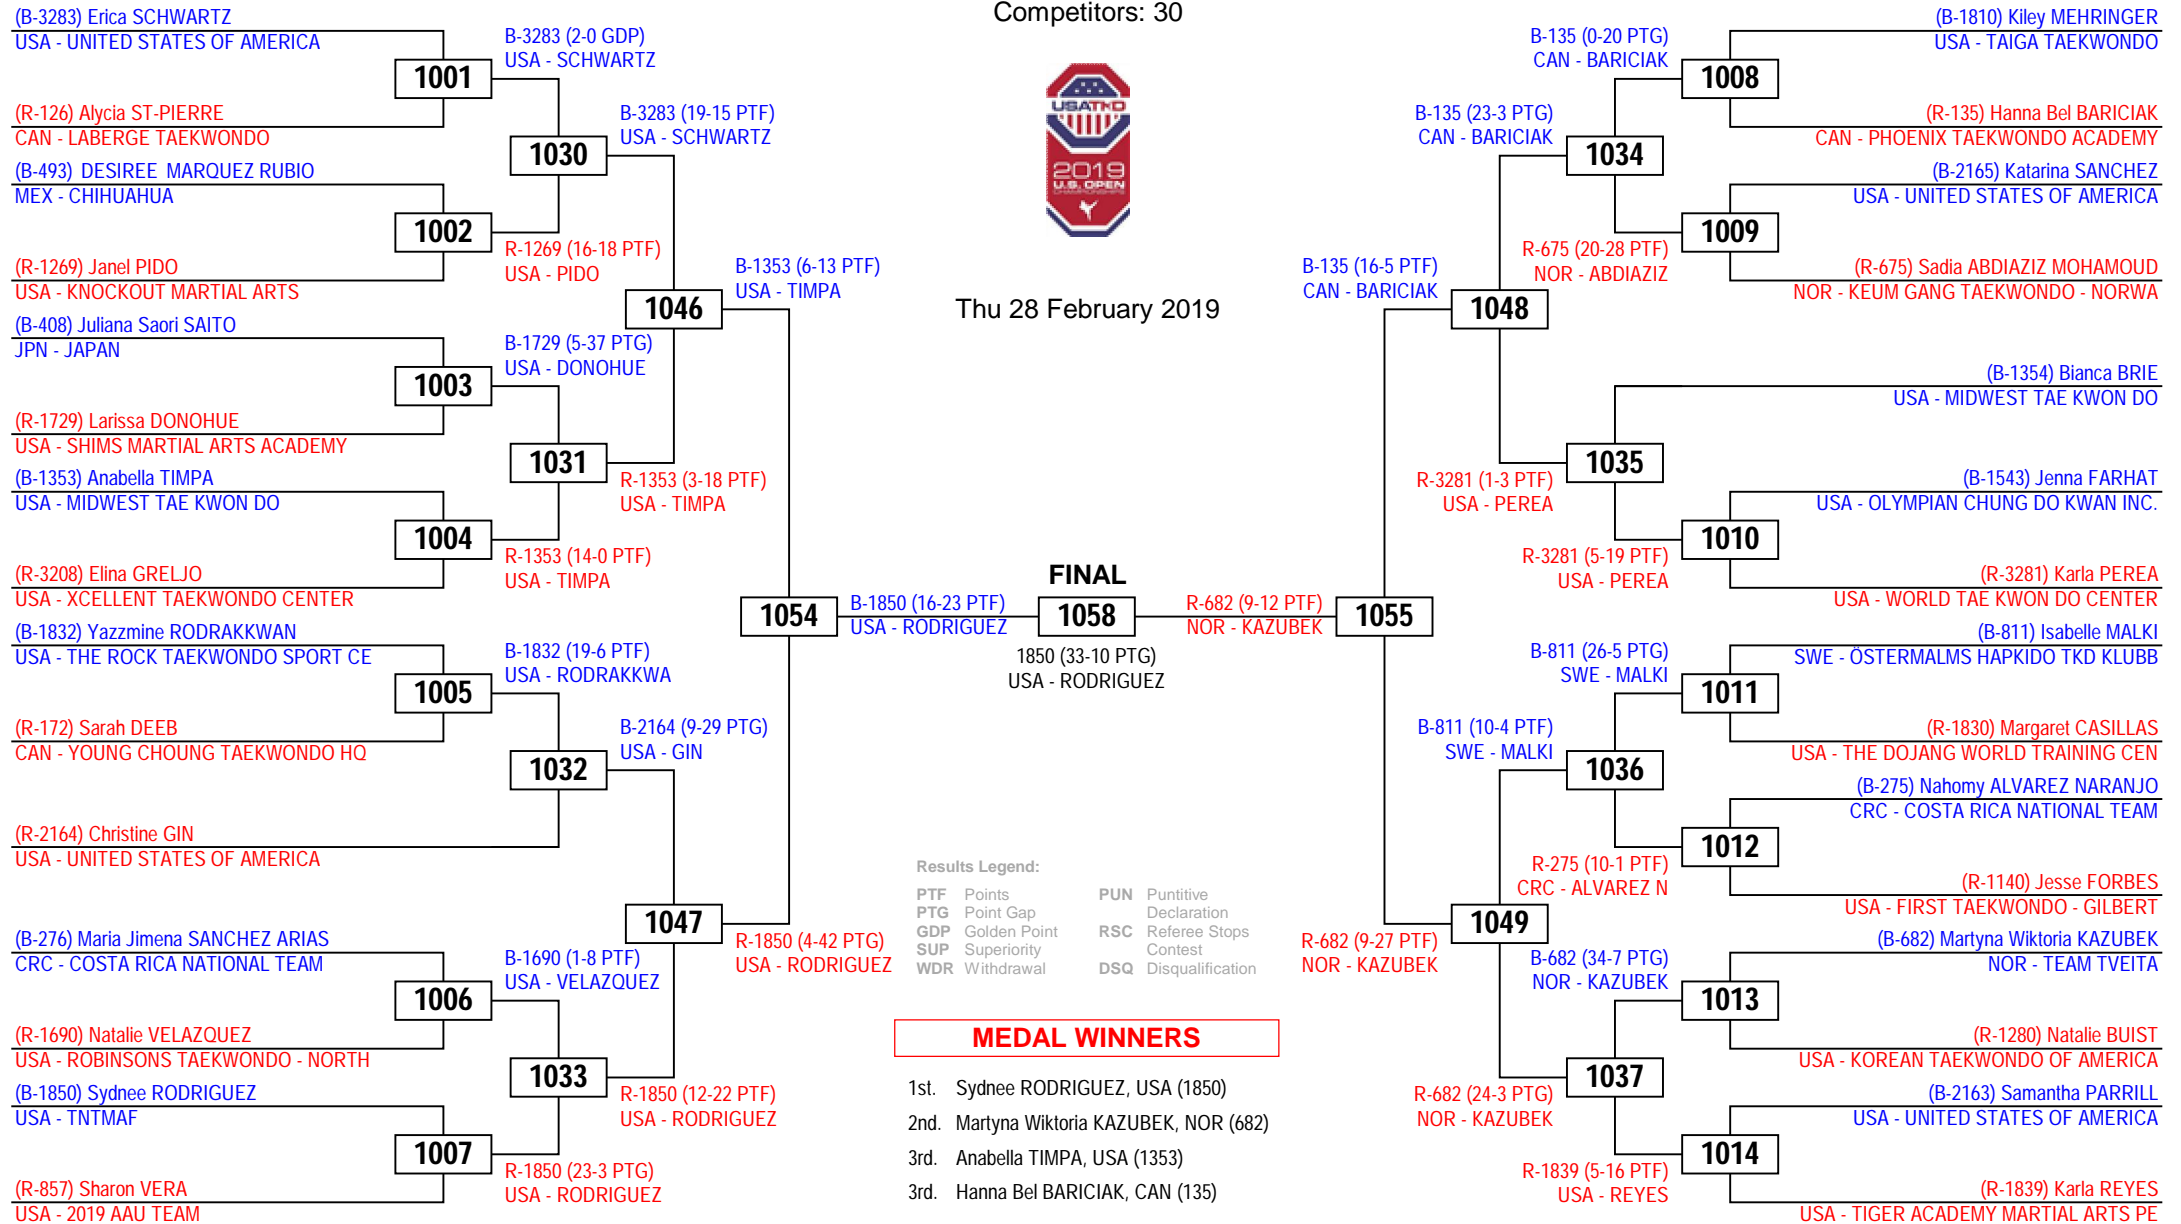 Competitors: 30
USATKD
2019
U.S. OPEN
CHAMPIONSHIPS
Thu 28 February 2019
(B-3283) Erica SCHWARTZ
USA - UNITED STATES OF AMERICA
1001
(R-126) Alycia ST-PIERRE
CAN - LABERGE TAEKWONDO
(B-493) DESIREE MARQUEZ RUBIO
MEX - CHIHUAHUA
1002
(R-1269) Janel PIDO
USA - KNOCKOUT MARTIAL ARTS
(B-408) Juliana Saori SAITO
JPN - JAPAN
1003
(R-1729) Larissa DONOHUE
USA - SHIMS MARTIAL ARTS ACADEMY
(B-1353) Anabella TIMPA
USA - MIDWEST TAE KWON DO
1004
(R-3208) Elina GRELJO
USA - XCELLENT TAEKWONDO CENTER
(B-1832) Yazzmine RODRAKKWAN
USA - THE ROCK TAEKWONDO SPORT CE
1005
(R-172) Sarah DEEB
CAN - YOUNG CHOUNG TAEKWONDO HQ
(R-2164) Christine GIN
USA - UNITED STATES OF AMERICA
(B-276) Maria Jimena SANCHEZ ARIAS
CRC - COSTA RICA NATIONAL TEAM
1006
(R-1690) Natalie VELAZQUEZ
USA - ROBINSONS TAEKWONDO - NORTH
(B-1850) Sydnee RODRIGUEZ
USA - TNTMAF
1007
(R-857) Sharon VERA
USA - 2019 AAU TEAM
B-3283 (2-0 GDP)
USA - SCHWARTZ
1030
R-1269 (16-18 PTF)
USA - PIDO
B-1729 (5-37 PTG)
USA - DONOHUE
1031
R-1353 (14-0 PTF)
USA - TIMPA
B-1832 (19-6 PTF)
USA - RODRAKKWA
1032
B-1690 (1-8 PTF)
USA - VELAZQUEZ
1033
R-1850 (23-3 PTG)
USA - RODRIGUEZ
B-3283 (19-15 PTF)
USA - SCHWARTZ
1046
R-1353 (3-18 PTF)
USA - TIMPA
B-2164 (9-29 PTG)
USA - GIN
1047
R-1850 (12-22 PTF)
USA - RODRIGUEZ
B-1353 (6-13 PTF)
USA - TIMPA
1054
R-1850 (4-42 PTG)
USA - RODRIGUEZ
B-1850 (16-23 PTF)
USA - RODRIGUEZ
FINAL
1058
1850 (33-10 PTG)
USA - RODRIGUEZ
R-682 (9-12 PTF)
NOR - KAZUBEK
1055
B-135 (16-5 PTF)
CAN - BARICIAK
R-682 (9-27 PTF)
NOR - KAZUBEK
B-135 (23-3 PTG)
CAN - BARICIAK
1048
R-3281 (1-3 PTF)
USA - PEREA
B-811 (10-4 PTF)
SWE - MALKI
1049
R-682 (24-3 PTG)
NOR - KAZUBEK
B-135 (0-20 PTG)
CAN - BARICIAK
1034
R-675 (20-28 PTF)
NOR - ABDIAZIZ
1035
R-3281 (5-19 PTF)
USA - PEREA
B-811 (26-5 PTG)
SWE - MALKI
1036
R-275 (10-1 PTF)
CRC - ALVAREZ N
B-682 (34-7 PTG)
NOR - KAZUBEK
1037
R-1839 (5-16 PTF)
USA - REYES
(B-1810) Kiley MEHRINGER
USA - TAIGA TAEKWONDO
1008
(R-135) Hanna Bel BARICIAK
CAN - PHOENIX TAEKWONDO ACADEMY
(B-2165) Katarina SANCHEZ
USA - UNITED STATES OF AMERICA
1009
(R-675) Sadia ABDIAZIZ MOHAMOUD
NOR - KEUM GANG TAEKWONDO - NORWA
(B-1354) Bianca BRIE
USA - MIDWEST TAE KWON DO
(B-1543) Jenna FARHAT
USA - OLYMPIAN CHUNG DO KWAN INC.
1010
(R-3281) Karla PEREA
USA - WORLD TAE KWON DO CENTER
(B-811) Isabelle MALKI
SWE - ÖSTERMALMS HAPKIDO TKD KLUBB
1011
(R-1830) Margaret CASILLAS
USA - THE DOJANG WORLD TRAINING CEN
(B-275) Nahomy ALVAREZ NARANJO
CRC - COSTA RICA NATIONAL TEAM
1012
(R-1140) Jesse FORBES
USA - FIRST TAEKWONDO - GILBERT
(B-682) Martyna Wiktoria KAZUBEK
NOR - TEAM TVEITA
1013
(R-1280) Natalie BUIST
USA - KOREAN TAEKWONDO OF AMERICA
(B-2163) Samantha PARRILL
USA - UNITED STATES OF AMERICA
1014
(R-1839) Karla REYES
USA - TIGER ACADEMY MARTIAL ARTS PE
Results Legend:
PTF Points
PTG Point Gap
GDP Golden Point
SUP Superiority
WDR Withdrawal
PUN Puntitive
Declaration
RSC Referee Stops
Contest
DSQ Disqualification
MEDAL WINNERS
1st. Sydnee RODRIGUEZ, USA (1850)
2nd. Martyna Wiktoria KAZUBEK, NOR (682)
3rd. Anabella TIMPA, USA (1353)
3rd. Hanna Bel BARICIAK, CAN (135)